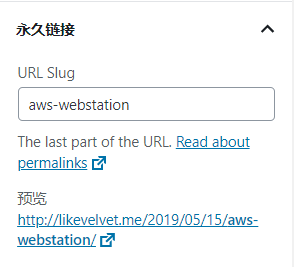 永久链接
URL Slug
aws-webstation
The last part of the URL. Read about
permalinks
预览
http://likevelvet.me/2019/05/15/aws-
webstation/